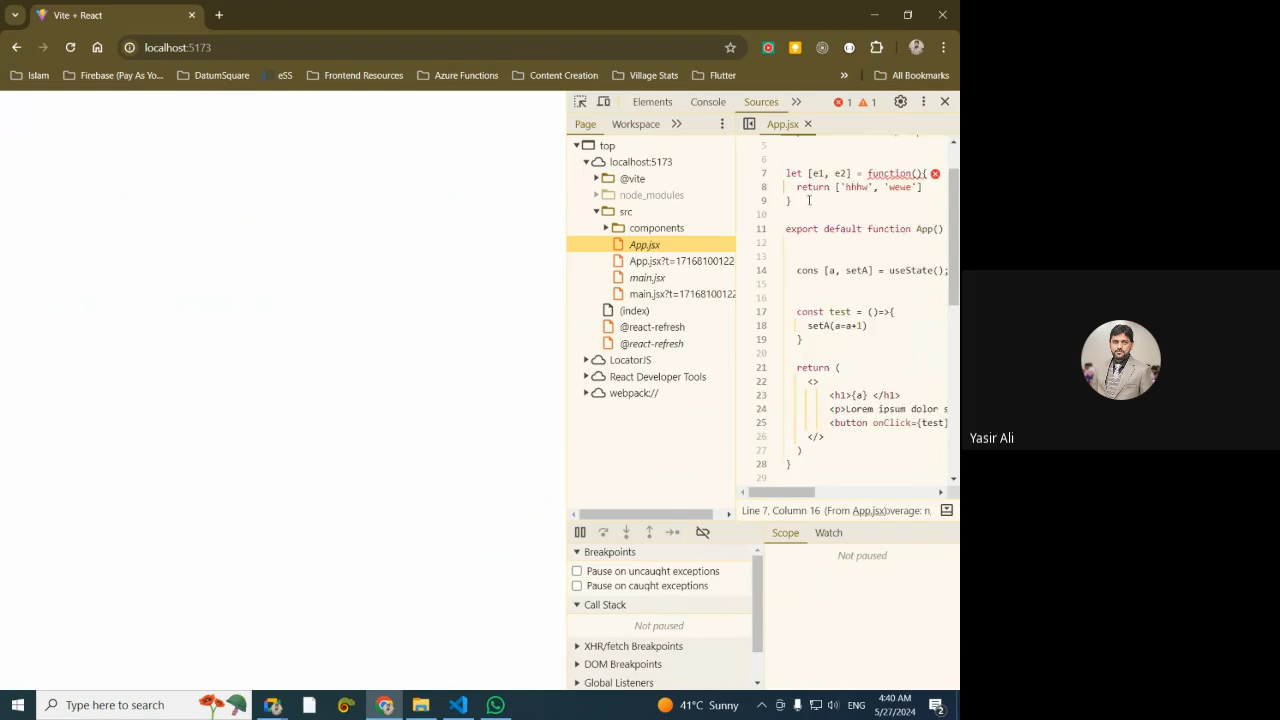 Vite + React
localhost:5173
Islam
Firebase (Pay As Yo...
DatumSquare
eSS
Frontend Resources
Azure Functions
Content Creation
Village Stats
Flutter
All Bookmarks
Elements
Console
Sources
1
1
Page
Workspace
App.jsx
top
localhost:5173
@vite
node_modules
src
components
App.jsx
App.jsx?t=17168100122
main.jsx
main.jsx?t=17168100122
(index)
@react-refresh
@react-refresh
LocatorJS
React Developer Tools
webpack://
5
6
7 let [e1, e2] = function(){
8 return ['hhhw', 'wewe']
9 }
10
11 export default function App()
12
13
14 cons [a, setA] = useState();
15
16
17 const test = ()=>{
18 setA(a=a+1)
19 }
20
21 return (
22 <>
23 <h1>{a} </h1>
24 <p>Lorem ipsum dolor s
25 <button onClick={test]
26 </>
27 )
28 }
29
Line 7, Column 16 (From App.jsx)overage: n
Scope
Watch
Not paused
Breakpoints
Pause on uncaught exceptions
Pause on caught exceptions
Call Stack
Not paused
XHR/fetch Breakpoints
DOM Breakpoints
Global Listeners
Yasir Ali
Type here to search
41°C Sunny
ENG
4:40 AM
5/27/2024
2